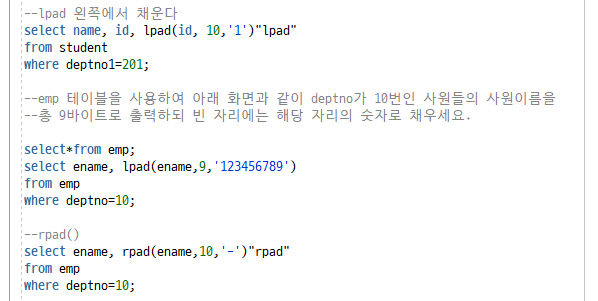 --lpad 왼쪽에서 채운다
select name, id, lpad(id, 10,'1')"lpad"
from student
where deptno1=201;
--emp 테이블을 사용하여 아래 화면과 같이 deptno가 10번인 사원들의 사원이름을
--총 9바이트로 출력하되 빈 자리에는 해당 자리의 숫자로 채우세요.
select*from emp;
select ename, lpad(ename,9,'123456789')
from emp
where deptno=10;
--rpad()
select ename, rpad(ename,10,'-')"rpad"
from emp
where deptno=10;